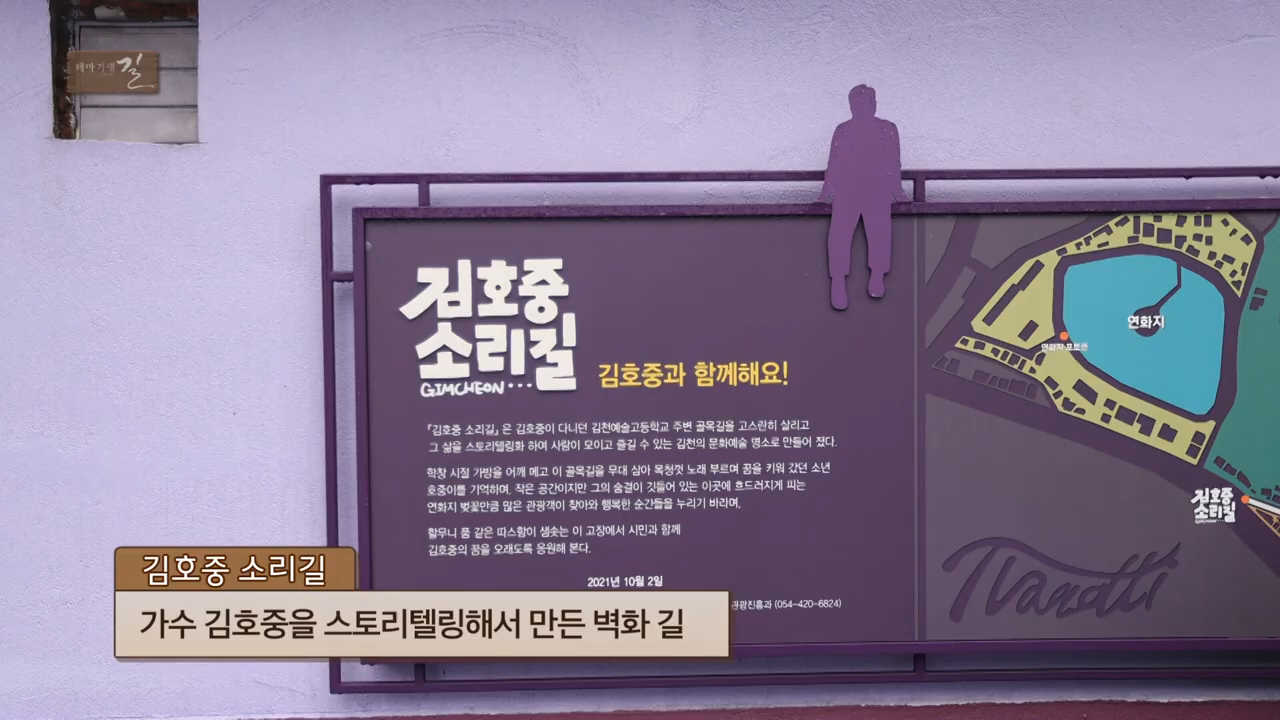 테마기행 길
김호중
소리길
GIMCHEON...
김호중과 함께해요!
『김호중 소리길』은 김호중이 다니던 김천예술고등학교 주변 골목길을 고스란히 살리고
그 삶을 스토리텔링화 하여 사람이 모이고 즐길 수 있는 김천의 문화예술 명소로 만들어 졌다.
학창 시절 가방을 어깨 메고 이 골목길을 무대 삼아 목청껏 노래 부르며 꿈을 키워 갔던 소년
호중이를 기억하며, 작은 공간이지만 그의 숨결이 깃들어 있는 이곳에 흐드러지게 피는
연화지 벚꽃만큼 많은 관광객이 찾아와 행복한 순간들을 누리기 바라며,
할무니 품 같은 따스함이 샘솟는 이 고장에서 시민과 함께
김호중의 꿈을 오래도록 응원해 본다.
2021년 10월 2일
관광진흥과 (054-420-6824)
연화지
연화지 포토존
김호중
소리길
Tvarotti
김호중 소리길
가수 김호중을 스토리텔링해서 만든 벽화 길